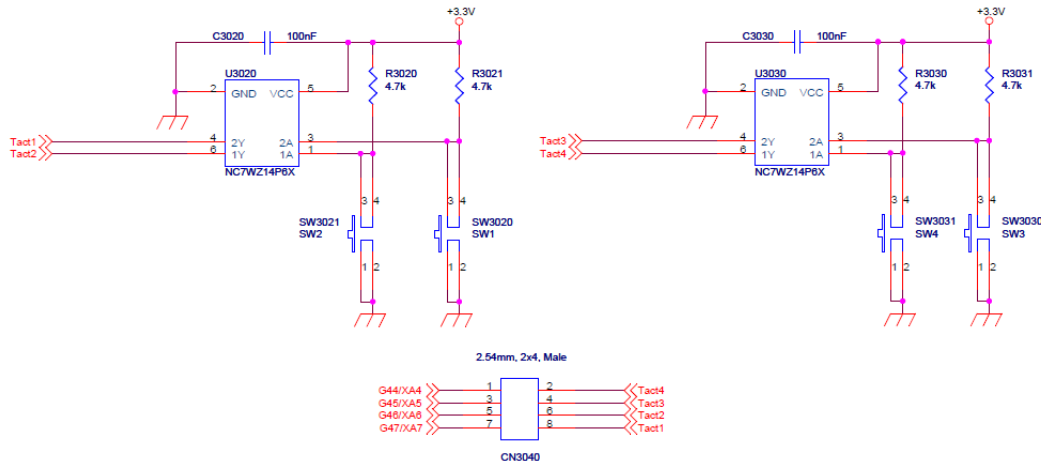 +3.3V
C3020 100nF
U3020
2 GND VCC 5
R3020
4.7k
R3021
4.7k
Tact1 4 2Y 2A 3
Tact2 6 1Y 1A 1
NC7WZ14P6X
3 4
3 4
SW3021
SW2
SW3020
SW1
1 2
1 2
+3.3V
C3030 100nF
U3030
2 GND VCC 5
R3030
4.7k
R3031
4.7k
Tact3 4 2Y 2A 3
Tact4 6 1Y 1A 1
NC7WZ14P6X
3 4
3 4
SW3031
SW4
SW3030
SW3
1 2
1 2
2.54mm, 2x4, Male
G44/XA4 1 2 Tact4
G45/XA5 3 4 Tact3
G46/XA6 5 6 Tact2
G47/XA7 7 8 Tact1
CN3040